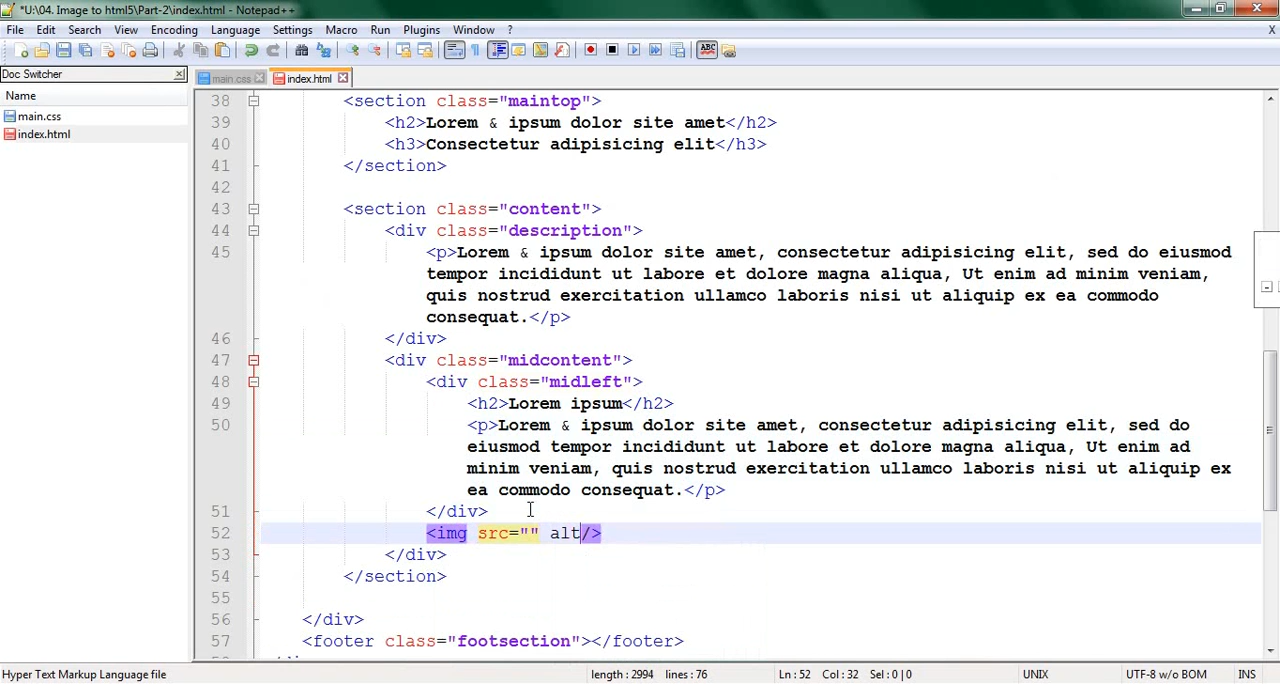 *U:\04. Image to html5\Part-2\index.html - Notepad++
File Edit Search View Encoding Language Settings Macro Run Plugins Window ? X
Doc Switcher
main.css index.html
Name
main.css
index.html
38 <section class="maintop">
39 <h2>Lorem & ipsum dolor site amet</h2>
40 <h3>Consectetur adipisicing elit</h3>
41 </section>
42
43 <section class="content">
44 <div class="description">
45 <p>Lorem & ipsum dolor site amet, consectetur adipisicing elit, sed do eiusmod
tempor incididunt ut labore et dolore magna aliqua, Ut enim ad minim veniam,
quis nostrud exercitation ullamco laboris nisi ut aliquip ex ea commodo
consequat.</p>
46 </div>
47 <div class="midcontent">
48 <div class="midleft">
49 <h2>Lorem ipsum</h2>
50 <p>Lorem & ipsum dolor site amet, consectetur adipisicing elit, sed do
eiusmod tempor incididunt ut labore et dolore magna aliqua, Ut enim ad
minim veniam, quis nostrud exercitation ullamco laboris nisi ut aliquip ex
ea commodo consequat.</p>
51 </div>
52 <img src="" alt/>
53 </div>
54 </section>
55
56 </div>
57 <footer class="footsection"></footer>
Hyper Text Markup Language file length : 2994 lines : 76 Ln : 52 Col : 32 Sel : 0 | 0 UNIX UTF-8 w/o BOM INS